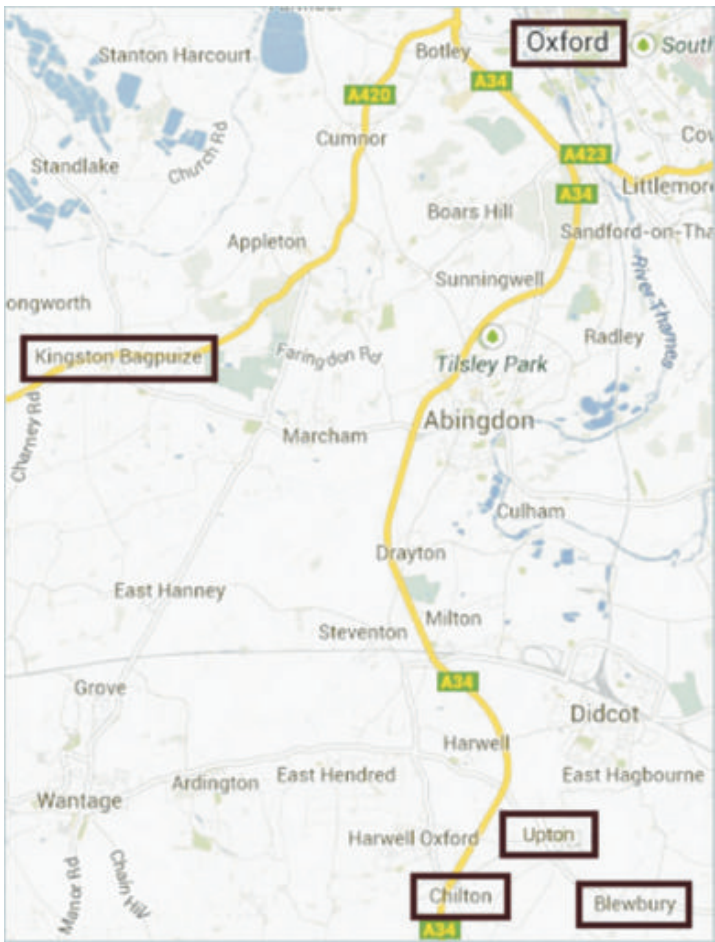 Stanton Harcourt
Botley
Oxford
South
A34
A420
Cumnor
Church Rd
A423
Cow
Standlake
A34
Littlemore
Boars Hill
Sandford-on-Tha
Appleton
Sunningwell
River Thames
ongworth
Radley
Kingston Bagpuize
Faringdon Rd
Tilsley Park
Charney Rd
Marcham
Abingdon
Culham
Drayton
East Hanney
Milton
Steventon
A34
Grove
Didcot
Harwell
Ardington
East Hendred
East Hagbourne
Wantage
Harwell Oxford
Upton
Manor Rd
Chain Hill
Chilton
Blewbury
A34